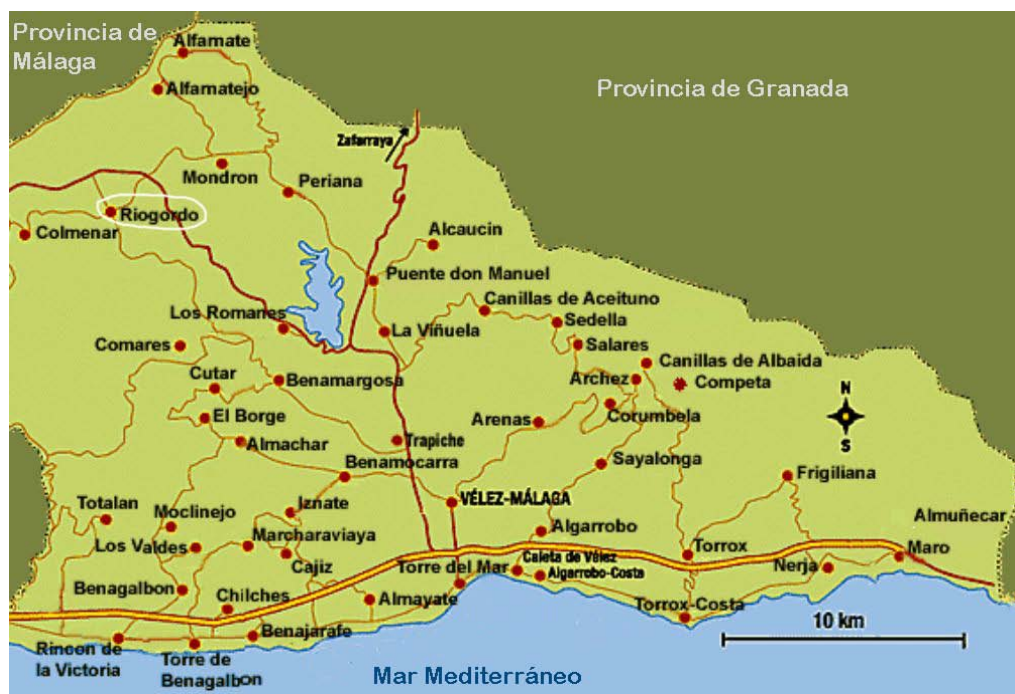 Provincia de
Málaga
Alfarnate
Provincia de Granada
Alfarnatejo
Zafarraya
Mondron
Periana
Riogordo
Colmenar
Alcaucin
Puente don Manuel
Canillas de Aceituno
Los Romanes
La Viñuela
Sedella
Comares
Salares
Canillas de Albaida
Cutar
Benamargosa
Archez
Competa
N
S
El Borge
Arenas
Corumbela
Almachar
Trapiche
Benamocarra
Sayalonga
Frigiliana
Totalan
Moclinejo
Iznate
VÉLEZ-MÁLAGA
Almuñecar
Los Valdes
Marcharaviaya
Algarrobo
Cajiz
Torre del Mar
Caleta de Vélez
Algarrobo-Costa
Torrox
Nerja
Maro
Benagalbon
Chilches
Almayate
Torrox-Costa
10 km
Rincon de
la Victoria
Torre de
Benagalbon
Benajarafe
Mar Mediterráneo